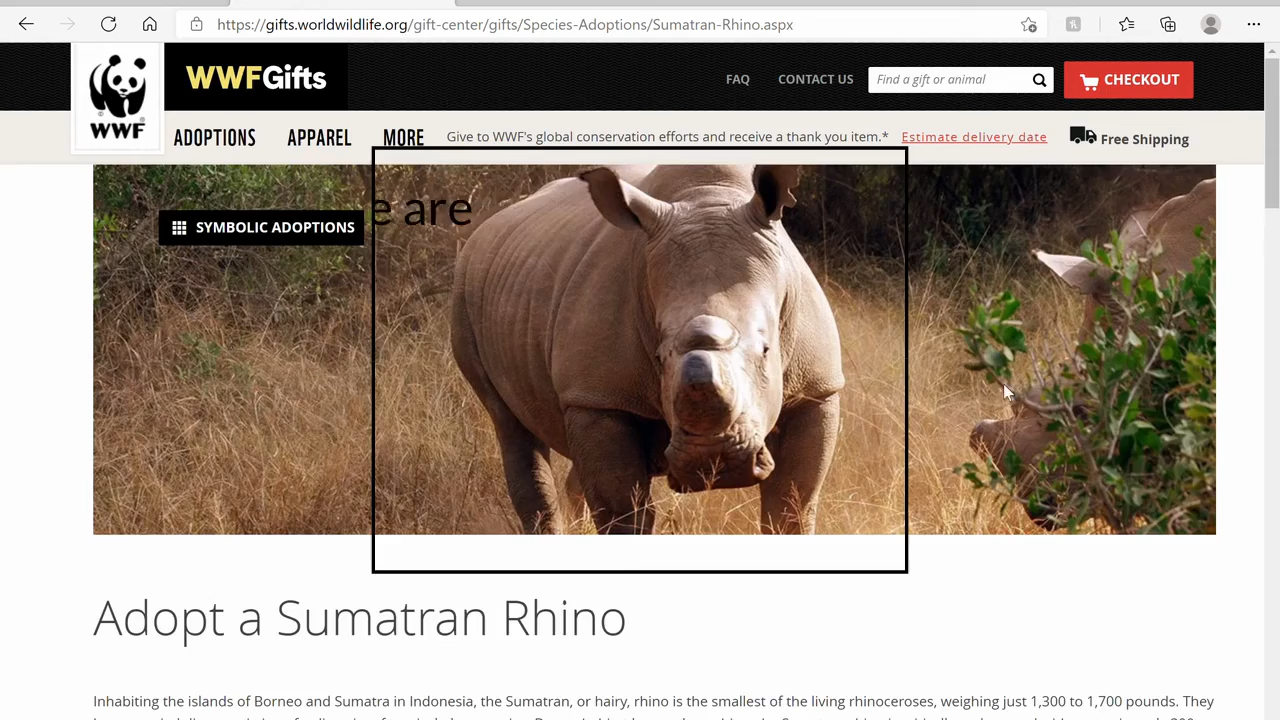 https://gifts.worldwildlife.org/gift-center/gifts/Species-Adoptions/Sumatran-Rhino.aspx
WWF
WWFGifts
FAQ CONTACT US Find a gift or animal CHECKOUT
ADOPTIONS APPAREL MORE Give to WWF's global conservation efforts and receive a thank you item.* Estimate delivery date Free Shipping
e are
SYMBOLIC ADOPTIONS
Adopt a Sumatran Rhino
Inhabiting the islands of Borneo and Sumatra in Indonesia, the Sumatran, or hairy, rhino is the smallest of the living rhinoceroses, weighing just 1,300 to 1,700 pounds. They